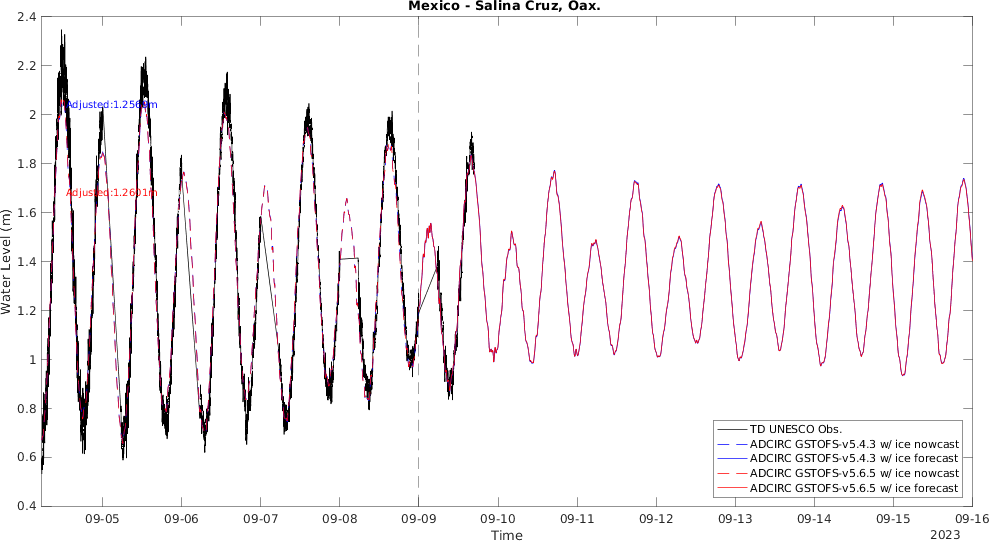 Mexico - Salina Cruz, Oax.
2.4
2.2
2
1.8
1.6
1.4
1.2
1
0.8
0.6
0.4
Water Level (m)
Adjusted:1.2601m
TD UNESCO Obs.
ADCIRC GSTOFS-v5.4.3 w/ ice nowcast
ADCIRC GSTOFS-v5.4.3 w/ ice forecast
ADCIRC GSTOFS-v5.6.5 w/ ice nowcast
ADCIRC GSTOFS-v5.6.5 w/ ice forecast
09-05 09-06 09-07 09-08 09-09 09-10 09-11 09-12 09-13 09-14 09-15 09-16
Time
2023